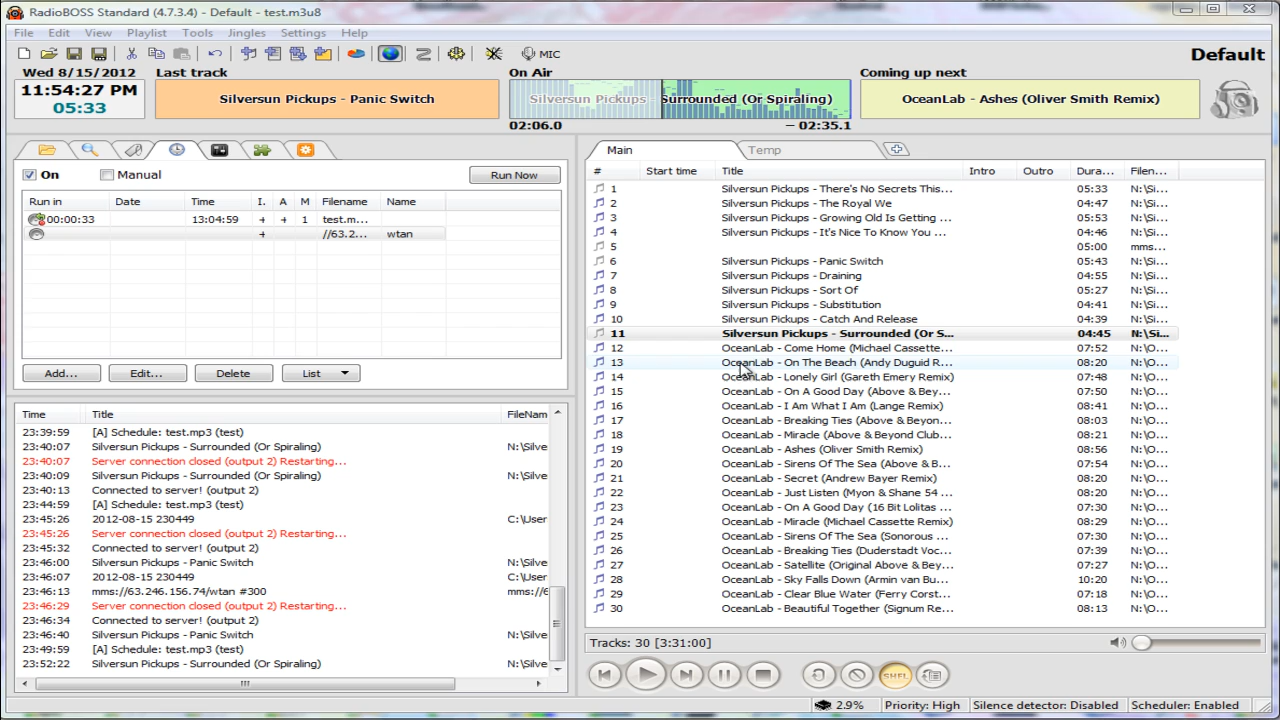 RadioBOSS Standard (4.7.3.4) - Default - test.m3u8
File Edit View Playlist Tools Jingles Settings Help
MIC
Default
Wed 8/15/2012
11:54:27 PM
05:33
Last track
Silversun Pickups - Panic Switch
On Air
Silversun Pickups - Surrounded (Or Spiraling)
02:06.0 – 02:35.1
Coming up next
OceanLab - Ashes (Oliver Smith Remix)
On Manual Run Now
Run in Date Time I. A M Filename Name
00:00:33 13:04:59 + + 1 test.m...
+ //63.2... wtan
Add... Edit... Delete List
Time Title FileNam
23:39:59 [A] Schedule: test.mp3 (test)
23:40:07 Silversun Pickups - Surrounded (Or Spiraling) N:\Silve
23:40:07 Server connection closed (output 2) Restarting...
23:40:09 Silversun Pickups - Surrounded (Or Spiraling) N:\Silve
23:40:13 Connected to server! (output 2)
23:44:59 [A] Schedule: test.mp3 (test)
23:45:26 2012-08-15 230449 C:\User
23:45:26 Server connection closed (output 2) Restarting...
23:45:32 Connected to server! (output 2)
23:46:00 Silversun Pickups - Panic Switch N:\Silve
23:46:07 2012-08-15 230449 C:\User
23:46:13 mms://63.246.156.74/wtan #300 mms://6
23:46:29 Server connection closed (output 2) Restarting...
23:46:34 Connected to server! (output 2)
23:46:40 Silversun Pickups - Panic Switch N:\Silve
23:49:59 [A] Schedule: test.mp3 (test)
23:52:22 Silversun Pickups - Surrounded (Or Spiraling) N:\Silve
Main Temp
# Start time Title Intro Outro Dura... Filen...
1 Silversun Pickups - There's No Secrets This... 05:33 N:\Si...
2 Silversun Pickups - The Royal We 04:47 N:\Si...
3 Silversun Pickups - Growing Old Is Getting ... 05:53 N:\Si...
4 Silversun Pickups - It's Nice To Know You ... 04:46 N:\Si...
5 05:00 mms...
6 Silversun Pickups - Panic Switch 05:43 N:\Si...
7 Silversun Pickups - Draining 04:55 N:\Si...
8 Silversun Pickups - Sort Of 05:27 N:\Si...
9 Silversun Pickups - Substitution 04:41 N:\Si...
10 Silversun Pickups - Catch And Release 04:39 N:\Si...
11 Silversun Pickups - Surrounded (Or S... 04:45 N:\Si...
12 OceanLab - Come Home (Michael Cassette... 07:52 N:\O...
13 OceanLab - On The Beach (Andy Duguid R... 08:20 N:\O...
14 OceanLab - Lonely Girl (Gareth Emery Remix) 07:48 N:\O...
15 OceanLab - On A Good Day (Above & Bey... 07:50 N:\O...
16 OceanLab - I Am What I Am (Lange Remix) 08:41 N:\O...
17 OceanLab - Breaking Ties (Above & Beyon... 08:03 N:\O...
18 OceanLab - Miracle (Above & Beyond Club... 08:21 N:\O...
19 OceanLab - Ashes (Oliver Smith Remix) 08:56 N:\O...
20 OceanLab - Sirens Of The Sea (Above & B... 07:54 N:\O...
21 OceanLab - Secret (Andrew Bayer Remix) 08:20 N:\O...
22 OceanLab - Just Listen (Myon & Shane 54 ... 08:20 N:\O...
23 OceanLab - On A Good Day (16 Bit Lolitas ... 07:30 N:\O...
24 OceanLab - Miracle (Michael Cassette Remix) 08:29 N:\O...
25 OceanLab - Sirens Of The Sea (Sonorous ... 07:38 N:\O...
26 OceanLab - Breaking Ties (Duderstadt Voc... 07:39 N:\O...
27 OceanLab - Satellite (Original Above & Bey... 07:27 N:\O...
28 OceanLab - Sky Falls Down (Armin van Bu... 10:20 N:\O...
29 OceanLab - Clear Blue Water (Ferry Corst... 07:18 N:\O...
30 OceanLab - Beautiful Together (Signum Re... 08:13 N:\O...
Tracks: 30 [3:31:00]
SHFL
2.9% Priority: High Silence detector: Disabled Scheduler: Enabled